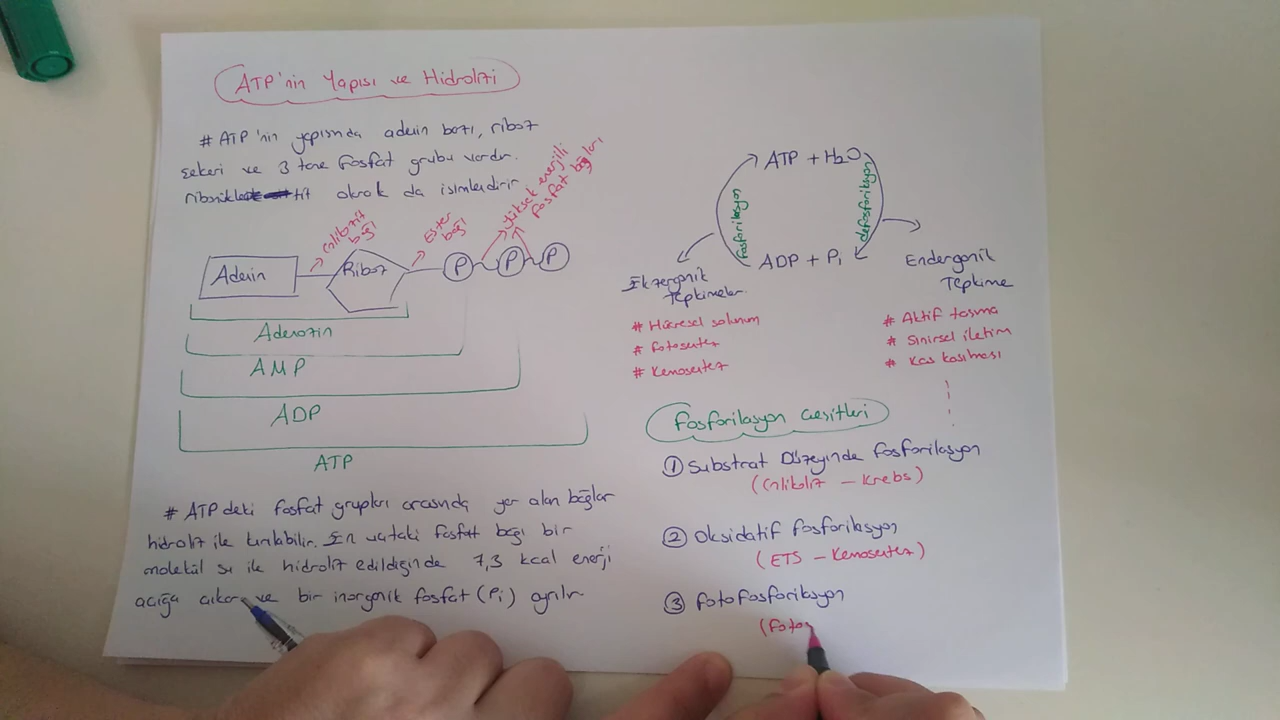 ATP'nin Yapısı ve Hidrolizi
# ATP'nin yapısında adenin bazı, riboz
şekeri ve 3 tane fosfat grubu vardır.
olarak da isimlendirir
Glikozit
bağı
Ester
bağı
Yüksek enerjili
fosfat bağları
Adenin
Riboz
P
P
P
Adenozin
AMP
ADP
ATP
# ATP deki fosfat grupları arasında yer alan bağlar
hidroliz ile kırılabilir. En uçtaki fosfat bağı bir
molekül su ile hidroliz edildiğinde 7,3 kcal enerji
açığa çıkar ve bir inorganik fosfat (Pi) ayrılır
ATP + H2O
fosforilasyon
defosforilasyon
ADP + Pi
Ekzergonik
Tepkimeler
# Hücresel solunum
# Fotosentez
# Kemosentez
Endergonik
Tepkime
# Aktif taşıma
# Sinirsel iletim
# Kas kasılması
Fosforilasyon Çeşitleri
① Substrat Düzeyinde Fosforilasyon
(Glikoliz – Krebs)
② Oksidatif Fosforilasyon
(ETS – Kemosentez)
③ Fotofosforilasyon
(Fotos